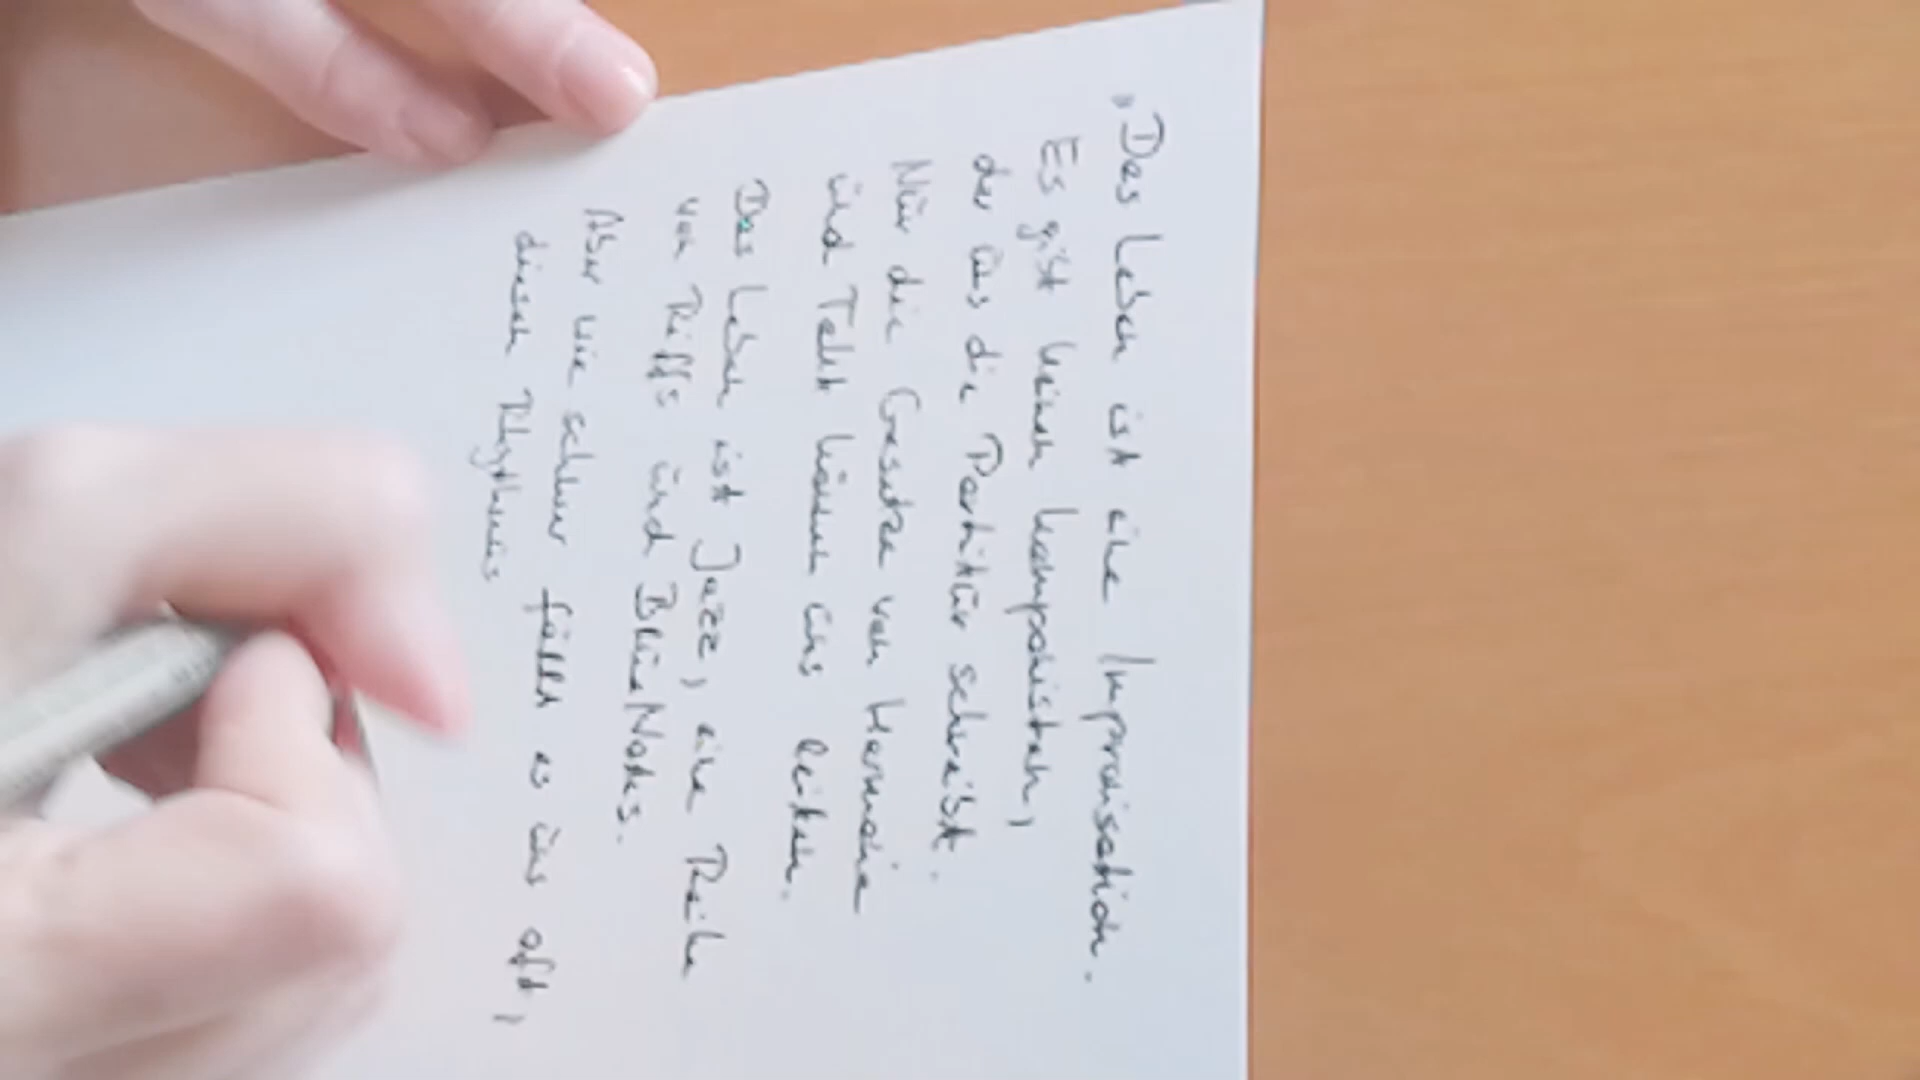 „Das Leben ist eine Improvisation.
Es gibt keinen Komponisten,
der uns die Partitur schreibt.
Nur die Gesetze von Harmonie
und Takt können uns leiten.
Das Leben ist Jazz, eine Reihe
von Riffs und Blue Notes.
Aber wie schwer fällt es uns oft,
diesen Rhythmus